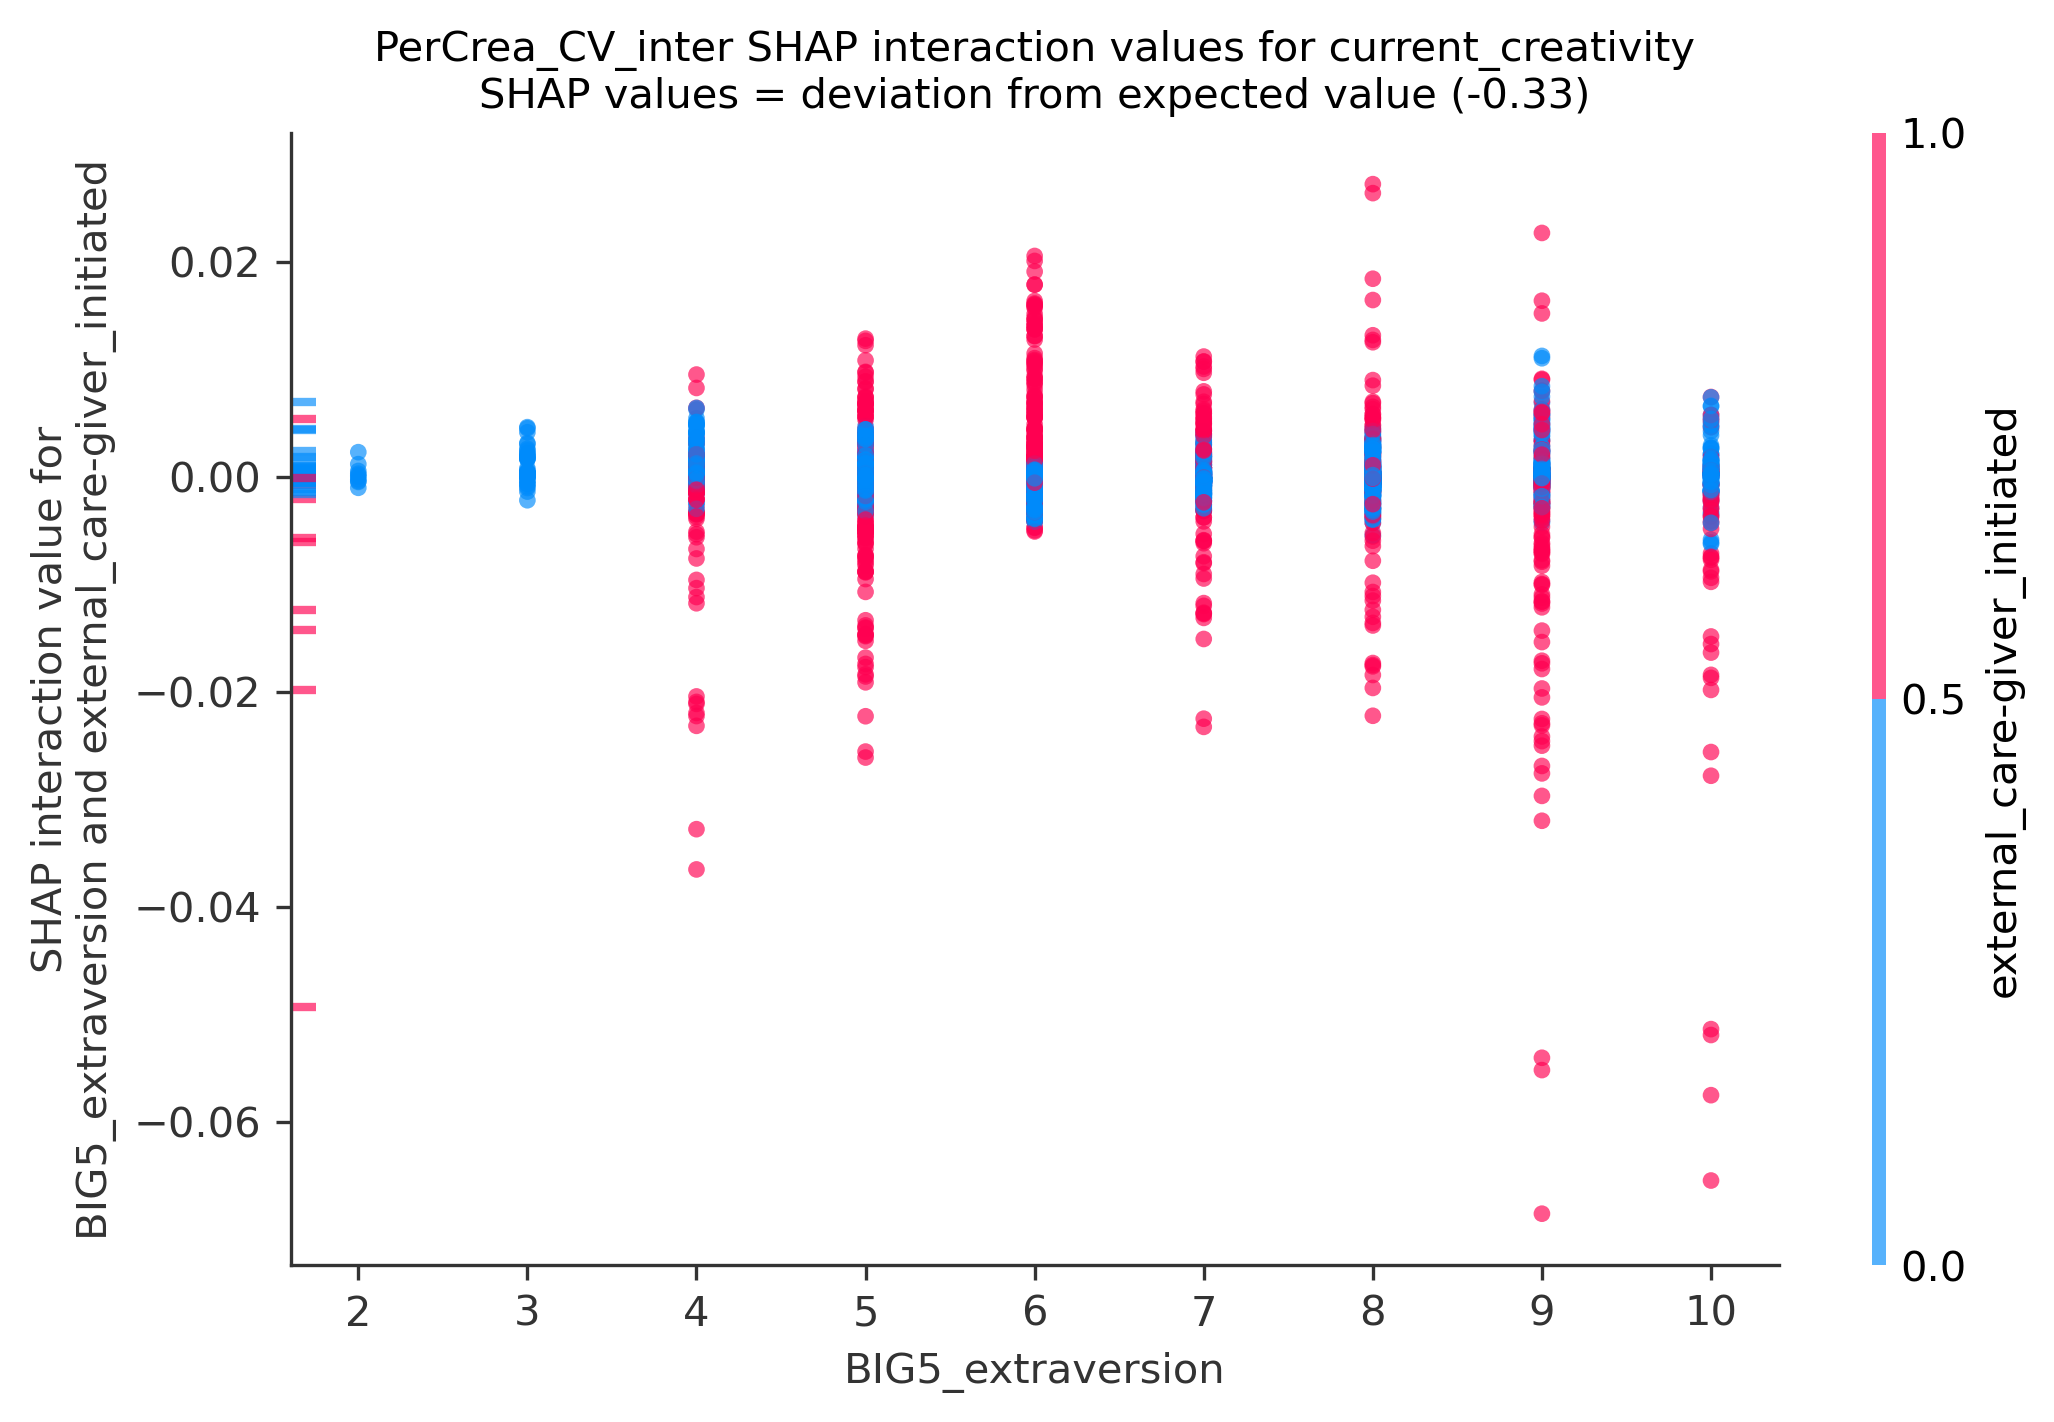 PerCrea_CV_inter SHAP interaction values for current_creativity
SHAP values = deviation from expected value (-0.33)
SHAP interaction value for
BIG5_extraversion and external_care-giver_initiated
0.02
0.00
−0.02
−0.04
−0.06
2 3 4 5 6 7 8 9 10
BIG5_extraversion
1.0
0.5
0.0
external_care-giver_initiated